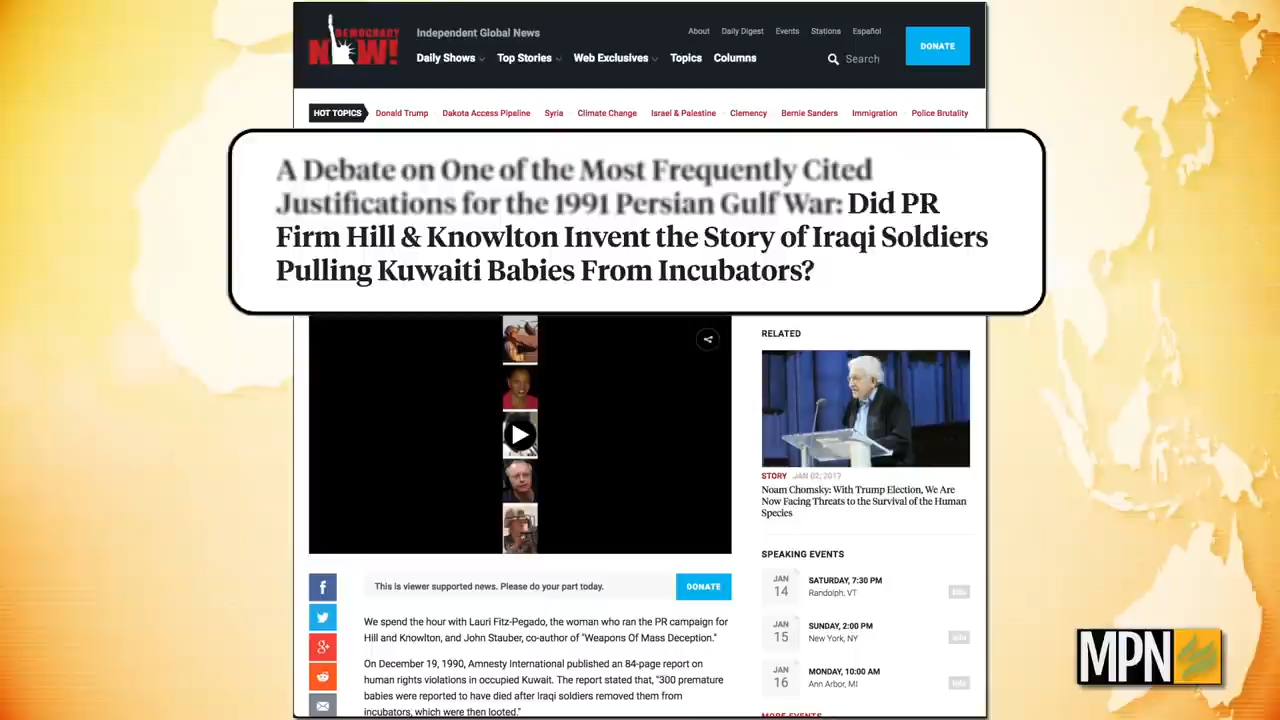 DEMOCRACY
NOW!
Independent Global News
About Daily Digest Events Stations Español
DONATE
Daily Shows Top Stories Web Exclusives Topics Columns
Search
HOT TOPICS Donald Trump Dakota Access Pipeline Syria Climate Change Israel & Palestine Clemency Bernie Sanders Immigration Police Brutality
A Debate on One of the Most Frequently Cited
Justifications for the 1991 Persian Gulf War: Did PR
Firm Hill & Knowlton Invent the Story of Iraqi Soldiers
Pulling Kuwaiti Babies From Incubators?
RELATED
STORY JAN 02, 2017
Noam Chomsky: With Trump Election, We Are
Now Facing Threats to the Survival of the Human
Species
SPEAKING EVENTS
JAN
14
SATURDAY, 7:30 PM
Randolph, VT
Info
JAN
15
SUNDAY, 2:00 PM
New York, NY
Info
JAN
16
MONDAY, 10:00 AM
Ann Arbor, MI
Info
MORE EVENTS
This is viewer supported news. Please do your part today.
DONATE
We spend the hour with Lauri Fitz-Pegado, the woman who ran the PR campaign for
Hill and Knowlton, and John Stauber, co-author of "Weapons Of Mass Deception."
On December 19, 1990, Amnesty International published an 84-page report on
human rights violations in occupied Kuwait. The report stated that, "300 premature
babies were reported to have died after Iraqi soldiers removed them from
incubators, which were then looted."
MPN